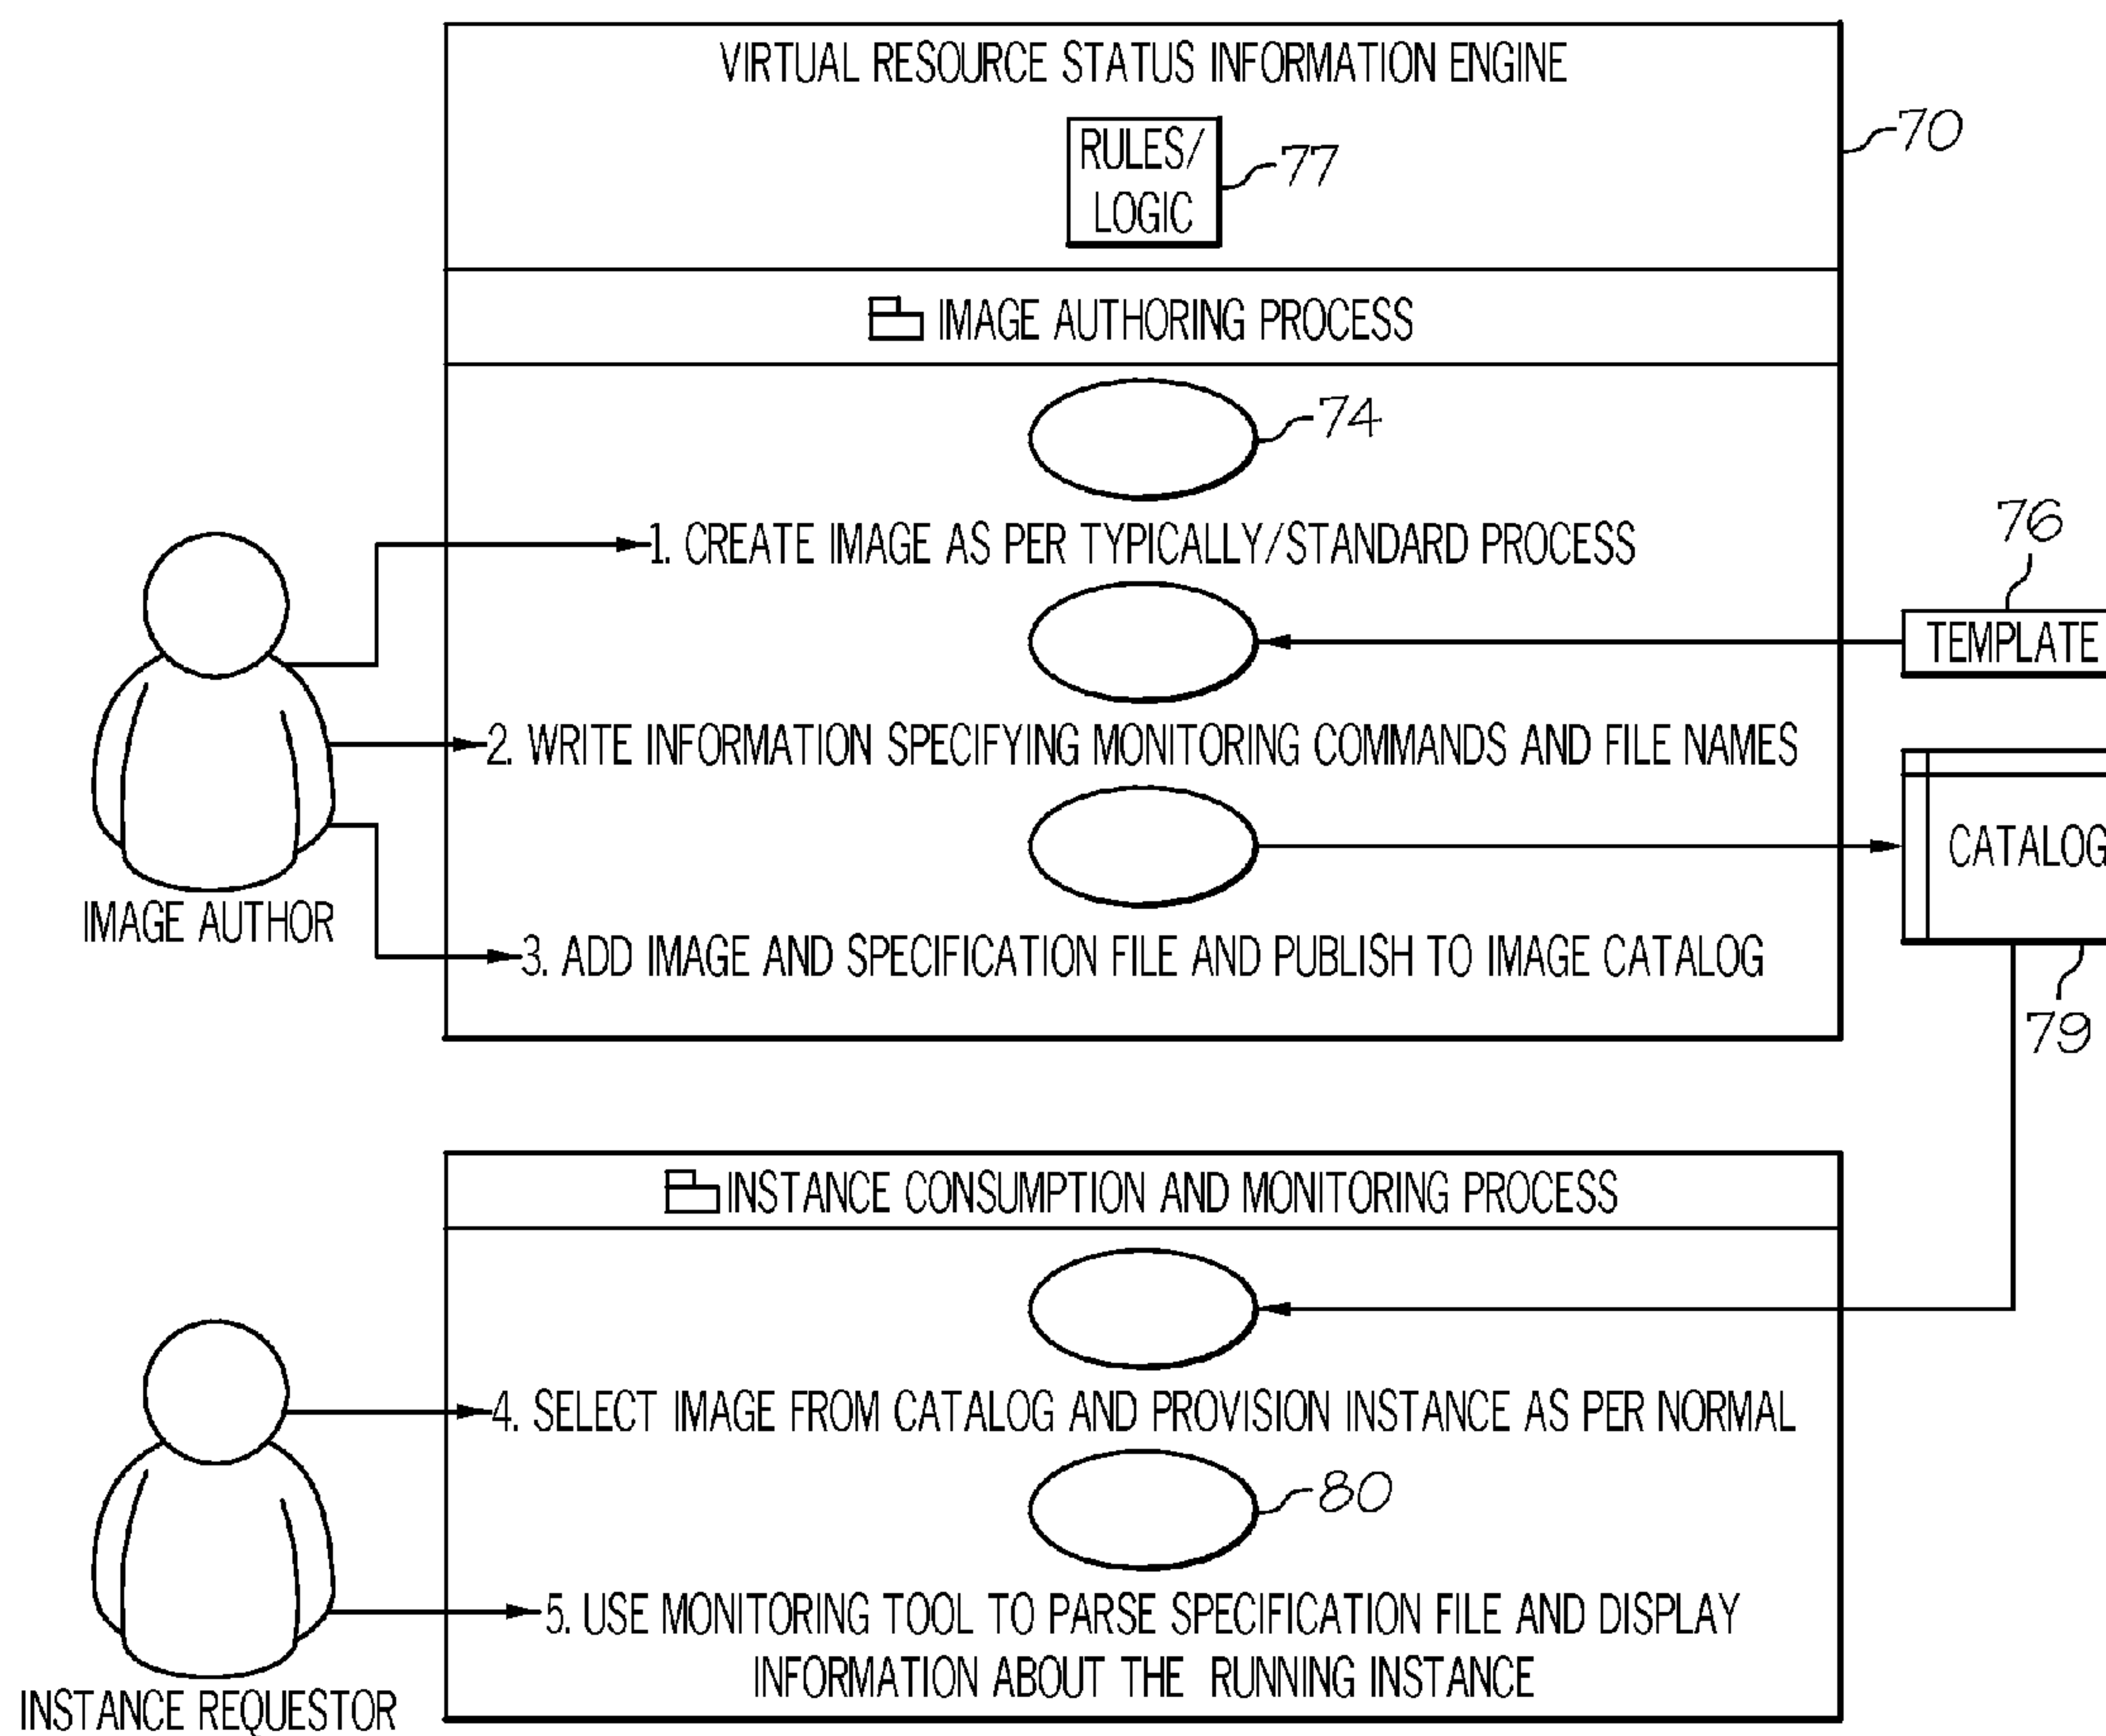 VIRTUAL RESOURCE STATUS INFORMATION ENGINE
RULES/
LOGIC
77
70
IMAGE AUTHORING PROCESS
74
1. CREATE IMAGE AS PER TYPICALLY/STANDARD PROCESS
76
TEMPLATE
2. WRITE INFORMATION SPECIFYING MONITORING COMMANDS AND FILE NAMES
CATALOG
79
IMAGE AUTHOR
3. ADD IMAGE AND SPECIFICATION FILE AND PUBLISH TO IMAGE CATALOG
INSTANCE CONSUMPTION AND MONITORING PROCESS
4. SELECT IMAGE FROM CATALOG AND PROVISION INSTANCE AS PER NORMAL
80
5. USE MONITORING TOOL TO PARSE SPECIFICATION FILE AND DISPLAY
INFORMATION ABOUT THE RUNNING INSTANCE
INSTANCE REQUESTOR